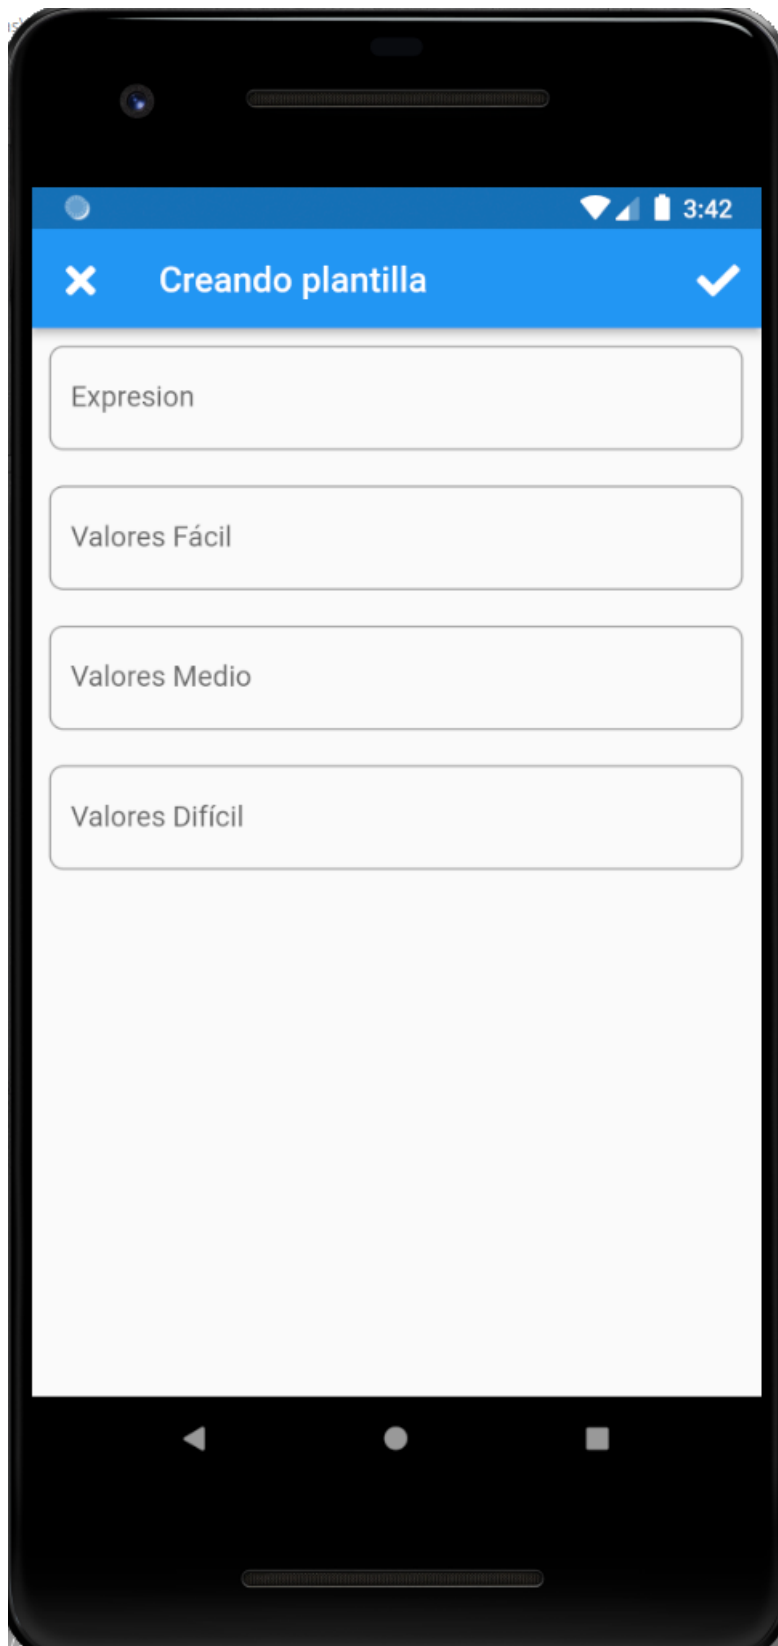 3:42
Creando plantilla
Expresion
Valores Fácil
Valores Medio
Valores Difícil